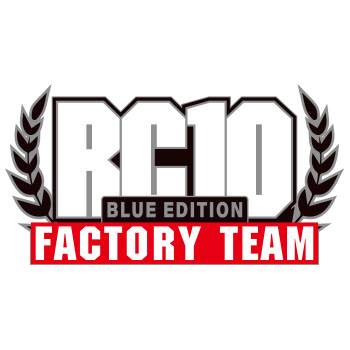 RC10
BLUE EDITION
FACTORY TEAM